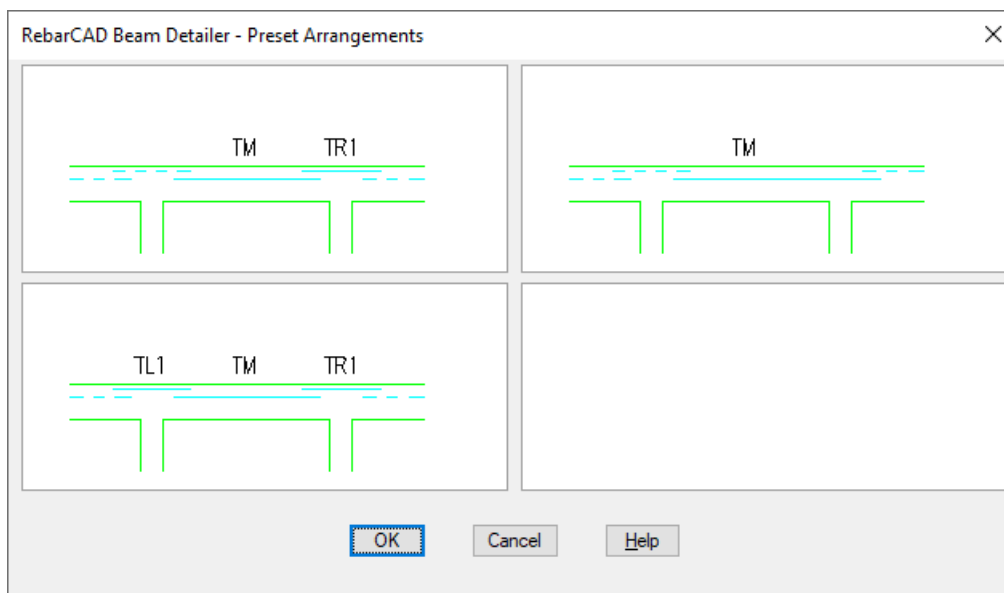 RebarCAD Beam Detailer - Preset Arrangements
TM TR1
TM
TL1 TM TR1
OK Cancel Help